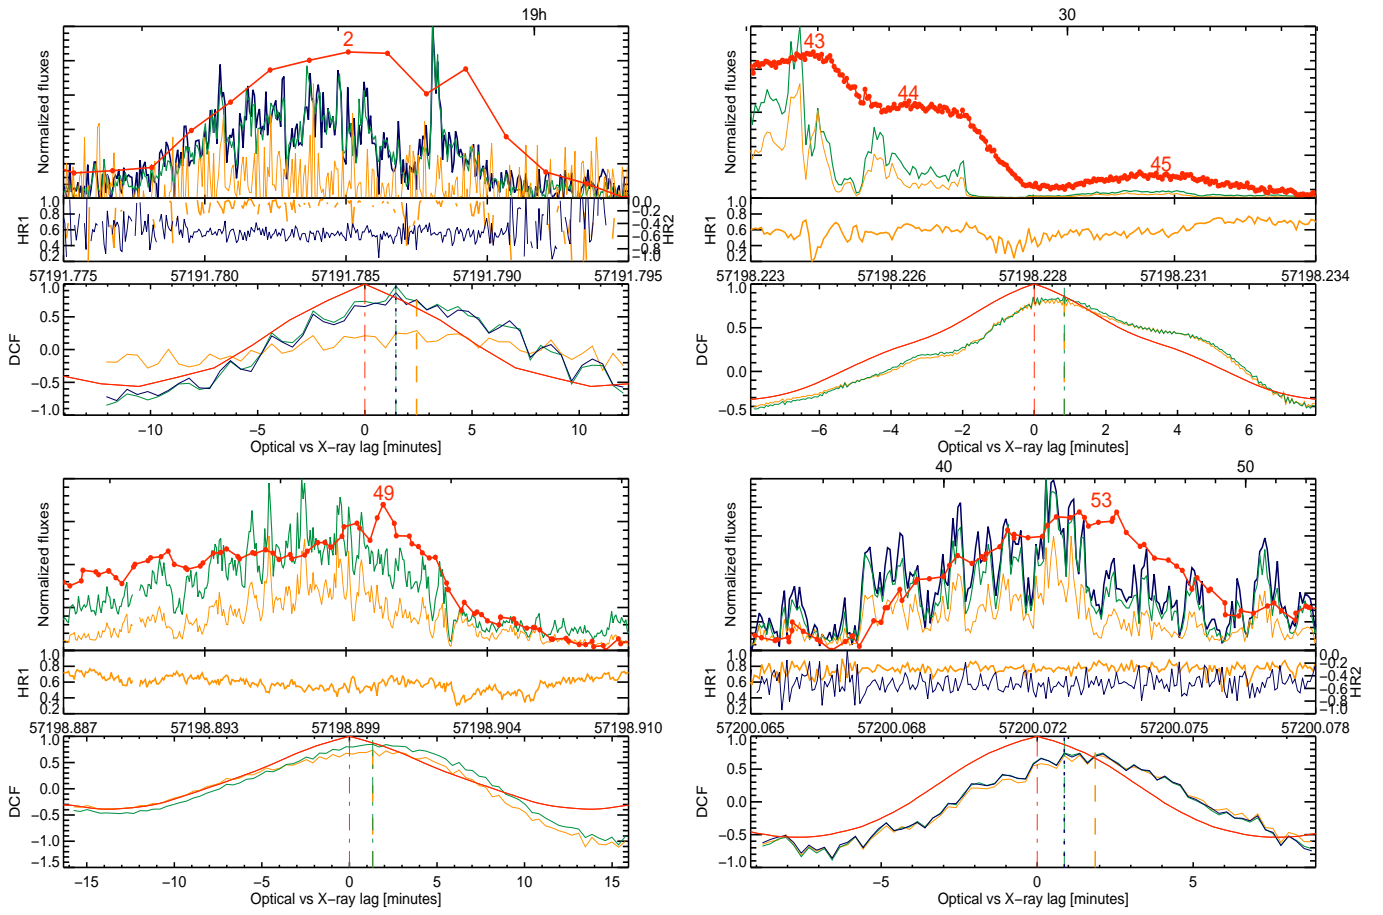 19h
2
Normalized fluxes
1.0
0.8
0.6
0.4
0.2
HR1
0.0
−0.2
−0.4
−0.6
−0.8
−1.0
HR2
57191.775 57191.780 57191.785 57191.790 57191.795
1.0
0.5
0.0
−0.5
−1.0
DCF
−10 −5 0 5 10
Optical vs X−ray lag [minutes]
30
43
44
45
Normalized fluxes
1.0
0.8
0.6
0.4
0.2
HR1
57198.223 57198.226 57198.228 57198.231 57198.234
1.0
0.5
0.0
−0.5
DCF
−6 −4 −2 0 2 4 6
Optical vs X−ray lag [minutes]
49
Normalized fluxes
1.0
0.8
0.6
0.4
0.2
HR1
57198.887 57198.893 57198.899 57198.904 57198.910
1.0
0.5
0.0
−0.5
−1.0
−1.5
DCF
−15 −10 −5 0 5 10 15
Optical vs X−ray lag [minutes]
40 50
53
Normalized fluxes
1.0
0.8
0.6
0.4
0.2
HR1
0.0
−0.2
−0.4
−0.6
−0.8
−1.0
HR2
57200.065 57200.068 57200.072 57200.075 57200.078
1.0
0.5
0.0
−0.5
−1.0
DCF
−5 0 5
Optical vs X−ray lag [minutes]